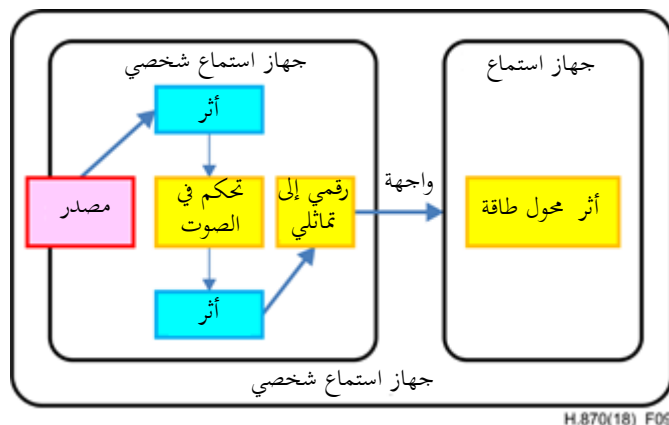 جهاز استماع شخصي
جهاز استماع
أثر
مصدر
تحكم في
الصوت
رقمي إلى
تماثلي
واجهة
أثر محول طاقة
أثر
جهاز استماع شخصي
H.870(18)_F09